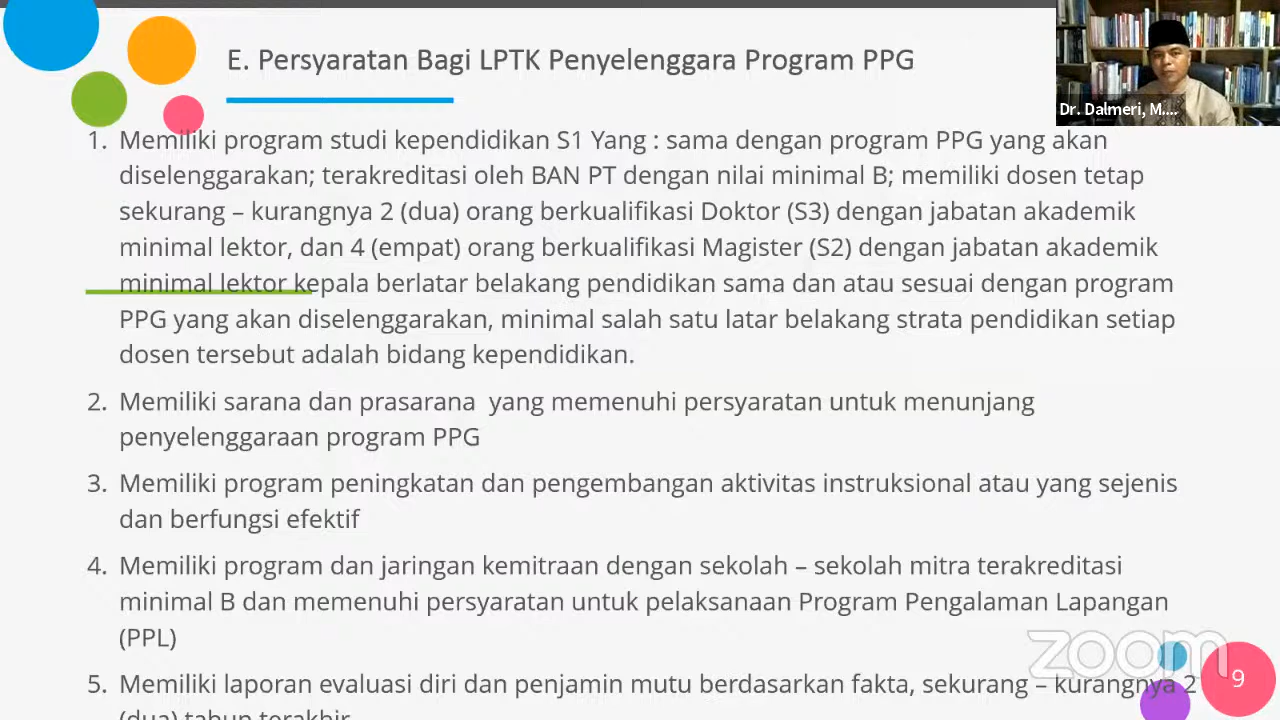 E. Persyaratan Bagi LPTK Penyelenggara Program PPG
Dr. Dalmeri, M....
1. Memiliki program studi kependidikan S1 Yang : sama dengan program PPG yang akan
diselenggarakan; terakreditasi oleh BAN PT dengan nilai minimal B; memiliki dosen tetap
sekurang – kurangnya 2 (dua) orang berkualifikasi Doktor (S3) dengan jabatan akademik
minimal lektor, dan 4 (empat) orang berkualifikasi Magister (S2) dengan jabatan akademik
minimal lektor kepala berlatar belakang pendidikan sama dan atau sesuai dengan program
PPG yang akan diselenggarakan, minimal salah satu latar belakang strata pendidikan setiap
dosen tersebut adalah bidang kependidikan.
2. Memiliki sarana dan prasarana yang memenuhi persyaratan untuk menunjang
penyelenggaraan program PPG
3. Memiliki program peningkatan dan pengembangan aktivitas instruksional atau yang sejenis
dan berfungsi efektif
4. Memiliki program dan jaringan kemitraan dengan sekolah – sekolah mitra terakreditasi
minimal B dan memenuhi persyaratan untuk pelaksanaan Program Pengalaman Lapangan
(PPL)
zoom
5. Memiliki laporan evaluasi diri dan penjamin mutu berdasarkan fakta, sekurang – kurangnya 2
(dua) tahun terakhir
9